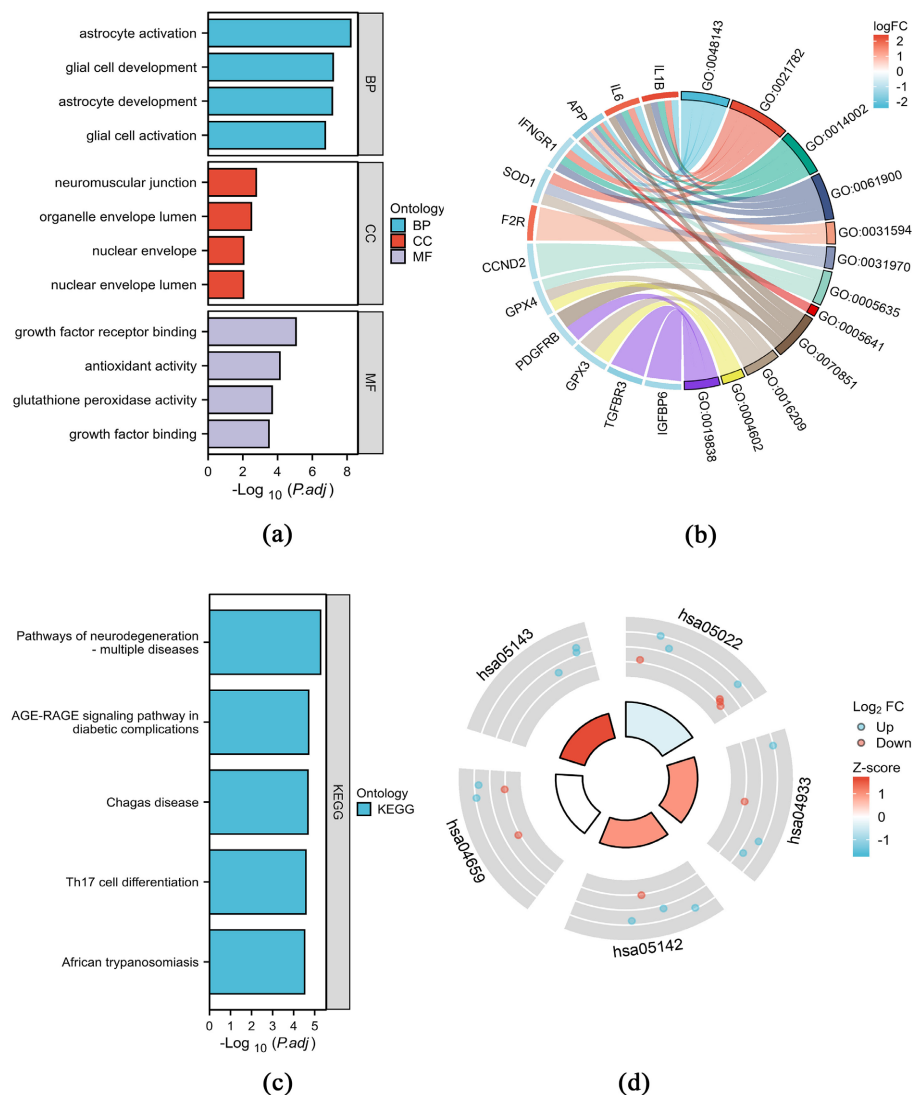 astrocyte activation
glial cell development
astrocyte development
glial cell activation
BP
neuromuscular junction
organelle envelope lumen
nuclear envelope
nuclear envelope lumen
CC
growth factor receptor binding
antioxidant activity
glutathione peroxidase activity
growth factor binding
MF
0 2 4 6 8
-Log 10 (P.adj)
Ontology
BP
CC
MF
(a)
logFC
2
1
0
-1
-2
IL1B
IL6
APP
IFNGR1
SOD1
F2R
CCND2
GPX4
PDGFRB
GPX3
TGFBR3
IGFBP6
GO:0048143
GO:0021782
GO:0014002
GO:0061900
GO:0031594
GO:0031970
GO:0005635
GO:0005641
GO:0070851
GO:0016209
GO:0004602
GO:0019838
(b)
Pathways of neurodegeneration
- multiple diseases
AGE-RAGE signaling pathway in
diabetic complications
Chagas disease
Th17 cell differentiation
African trypanosomiasis
KEGG
0 1 2 3 4 5
-Log 10 (P.adj)
Ontology
KEGG
(c)
hsa05143
hsa05022
hsa04933
hsa05142
hsa04659
Log2 FC
Up
Down
Z-score
1
0
-1
(d)